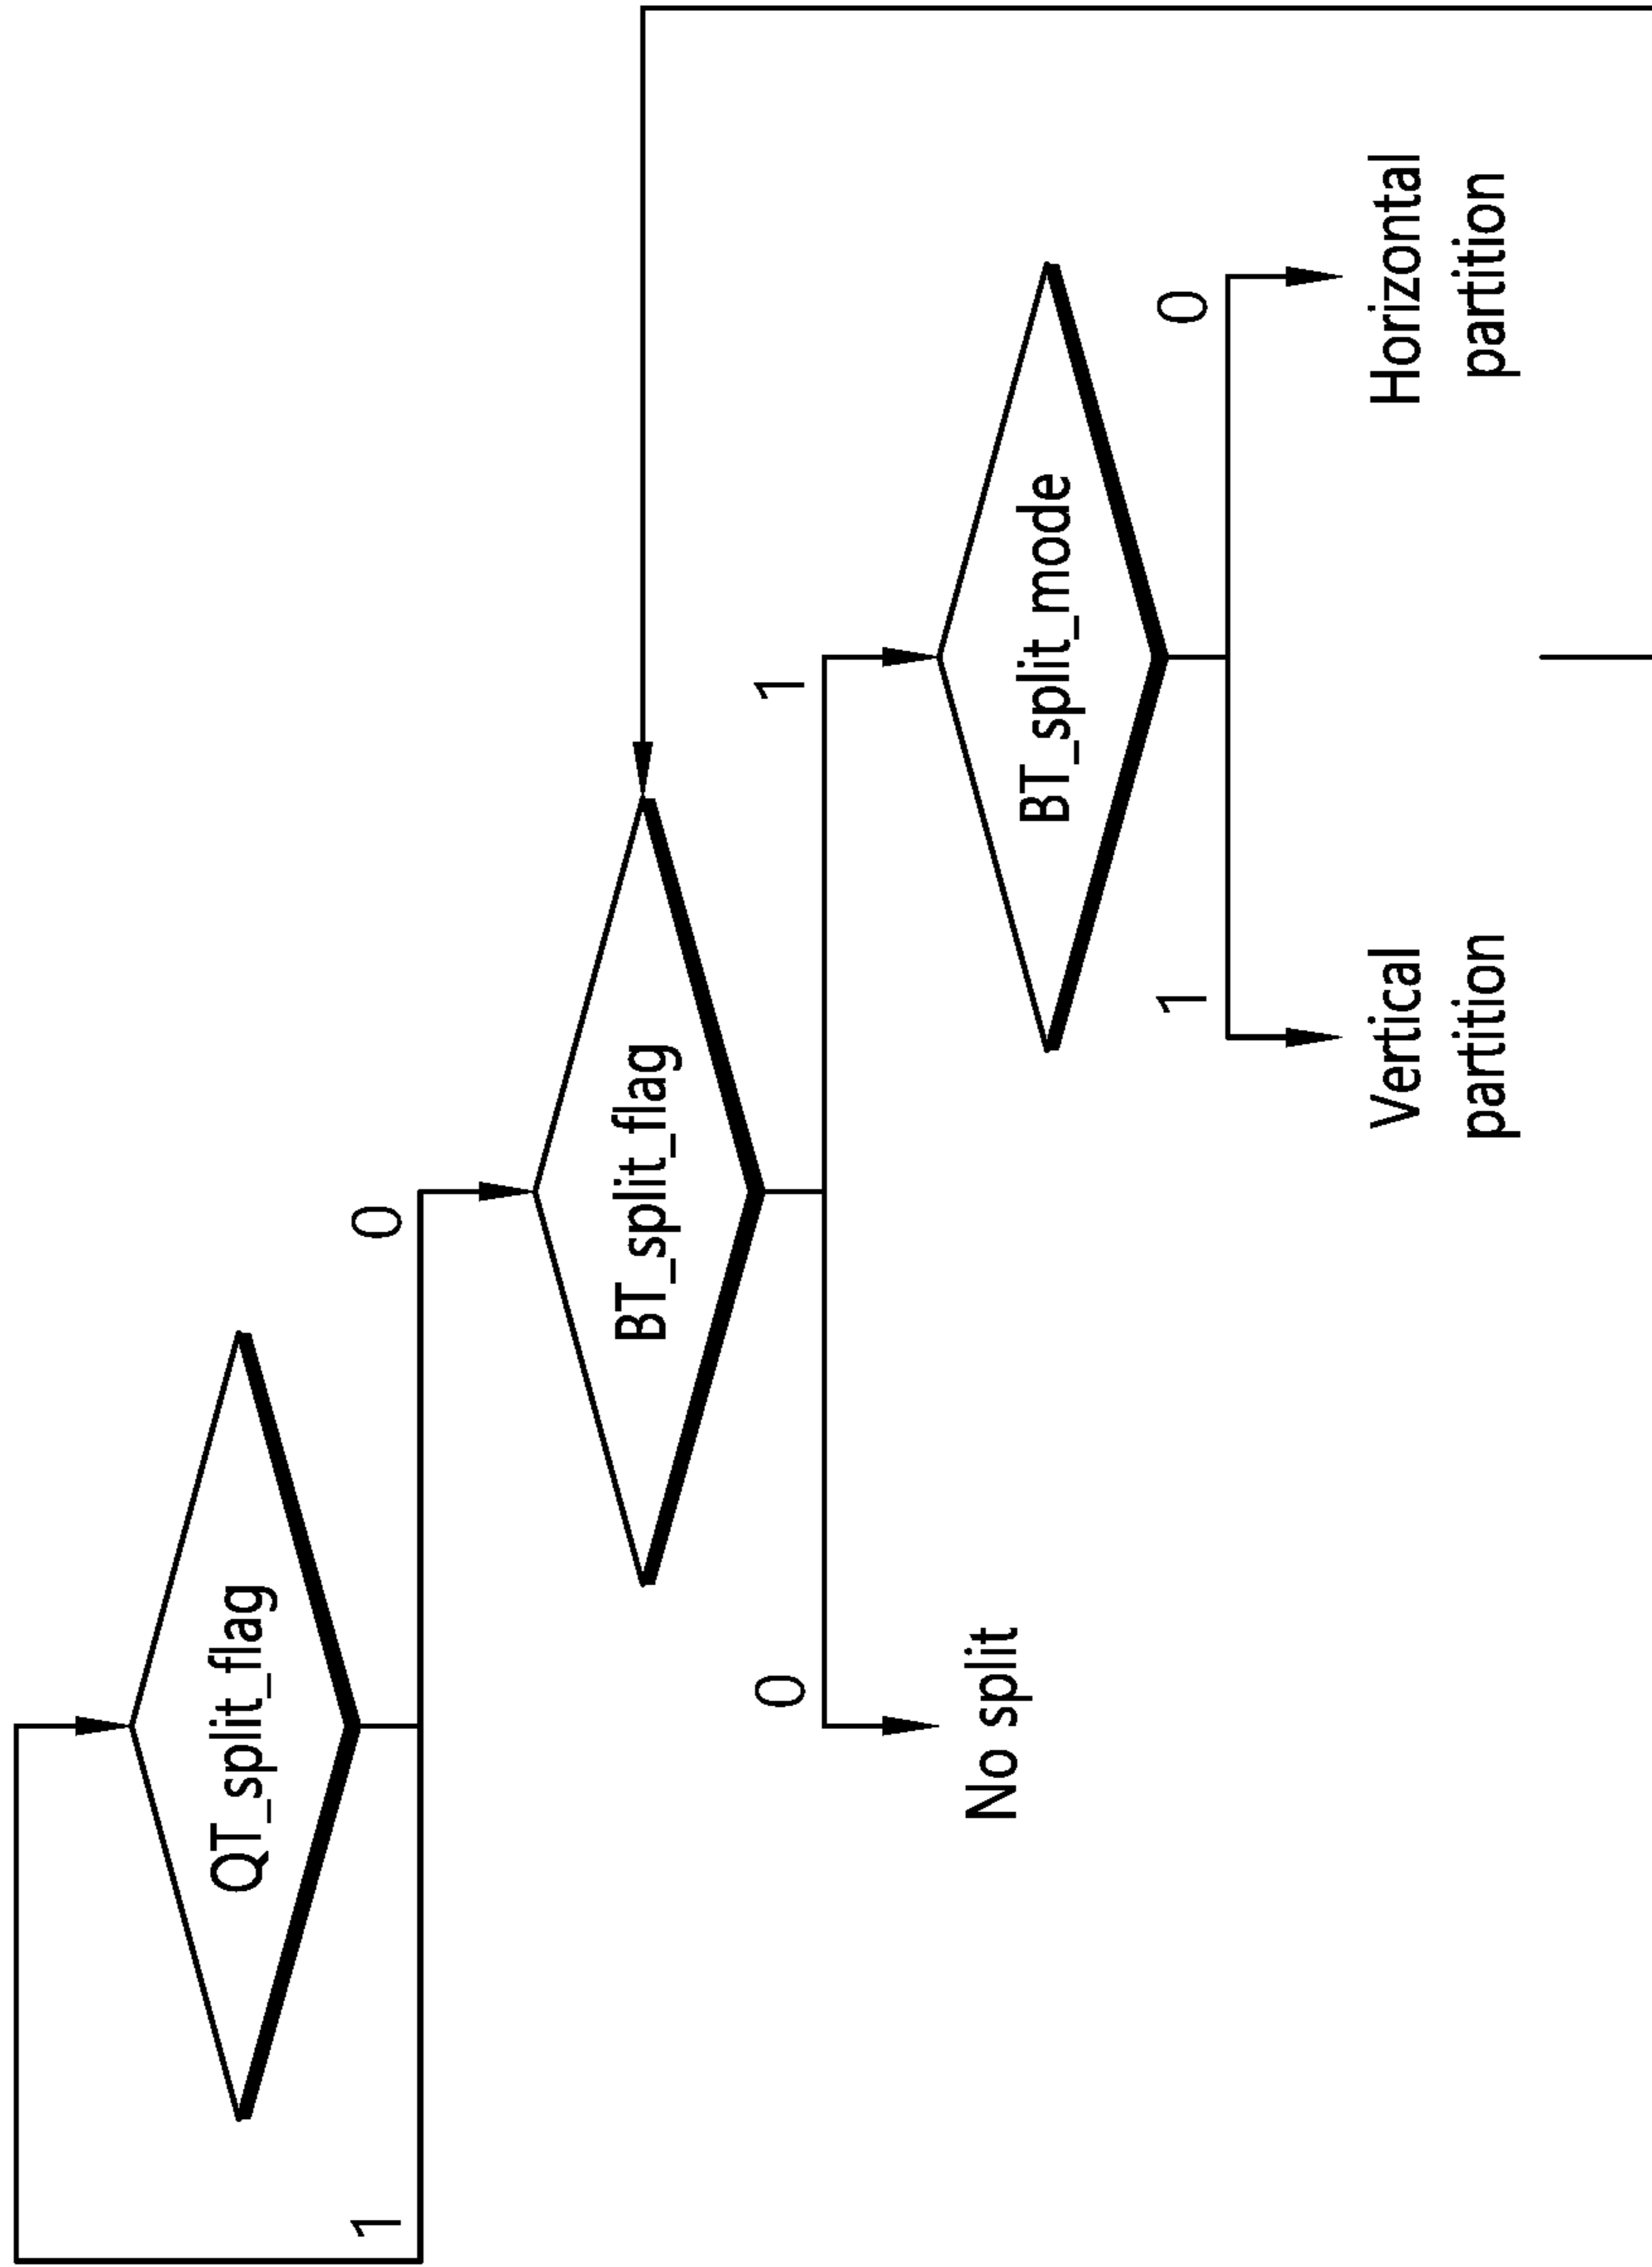 QT_split_flag
1
0
BT_split_flag
0
1
No split
BT_split_mode
1
0
Vertical
partition
Horizontal
partition